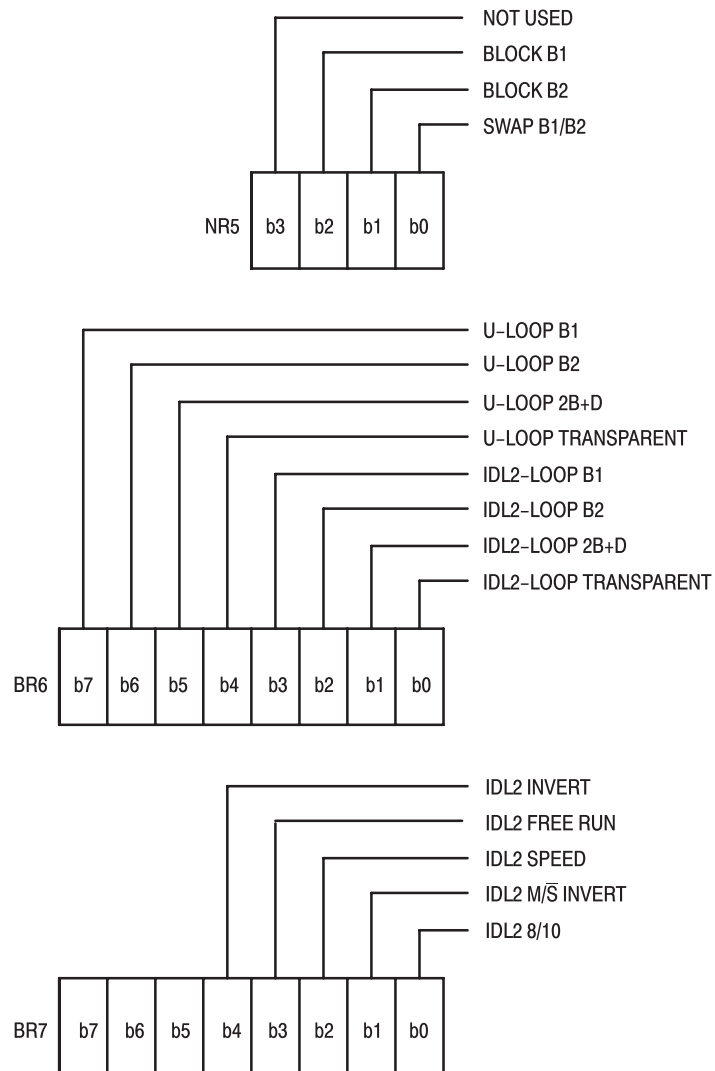 NOT USED
BLOCK B1
BLOCK B2
SWAP B1/B2
NR5 b3 b2 b1 b0
U–LOOP B1
U–LOOP B2
U–LOOP 2B+D
U–LOOP TRANSPARENT
IDL2–LOOP B1
IDL2–LOOP B2
IDL2–LOOP 2B+D
IDL2–LOOP TRANSPARENT
BR6 b7 b6 b5 b4 b3 b2 b1 b0
IDL2 INVERT
IDL2 FREE RUN
IDL2 SPEED
IDL2 M/S̅ INVERT
IDL2 8/10
BR7 b7 b6 b5 b4 b3 b2 b1 b0